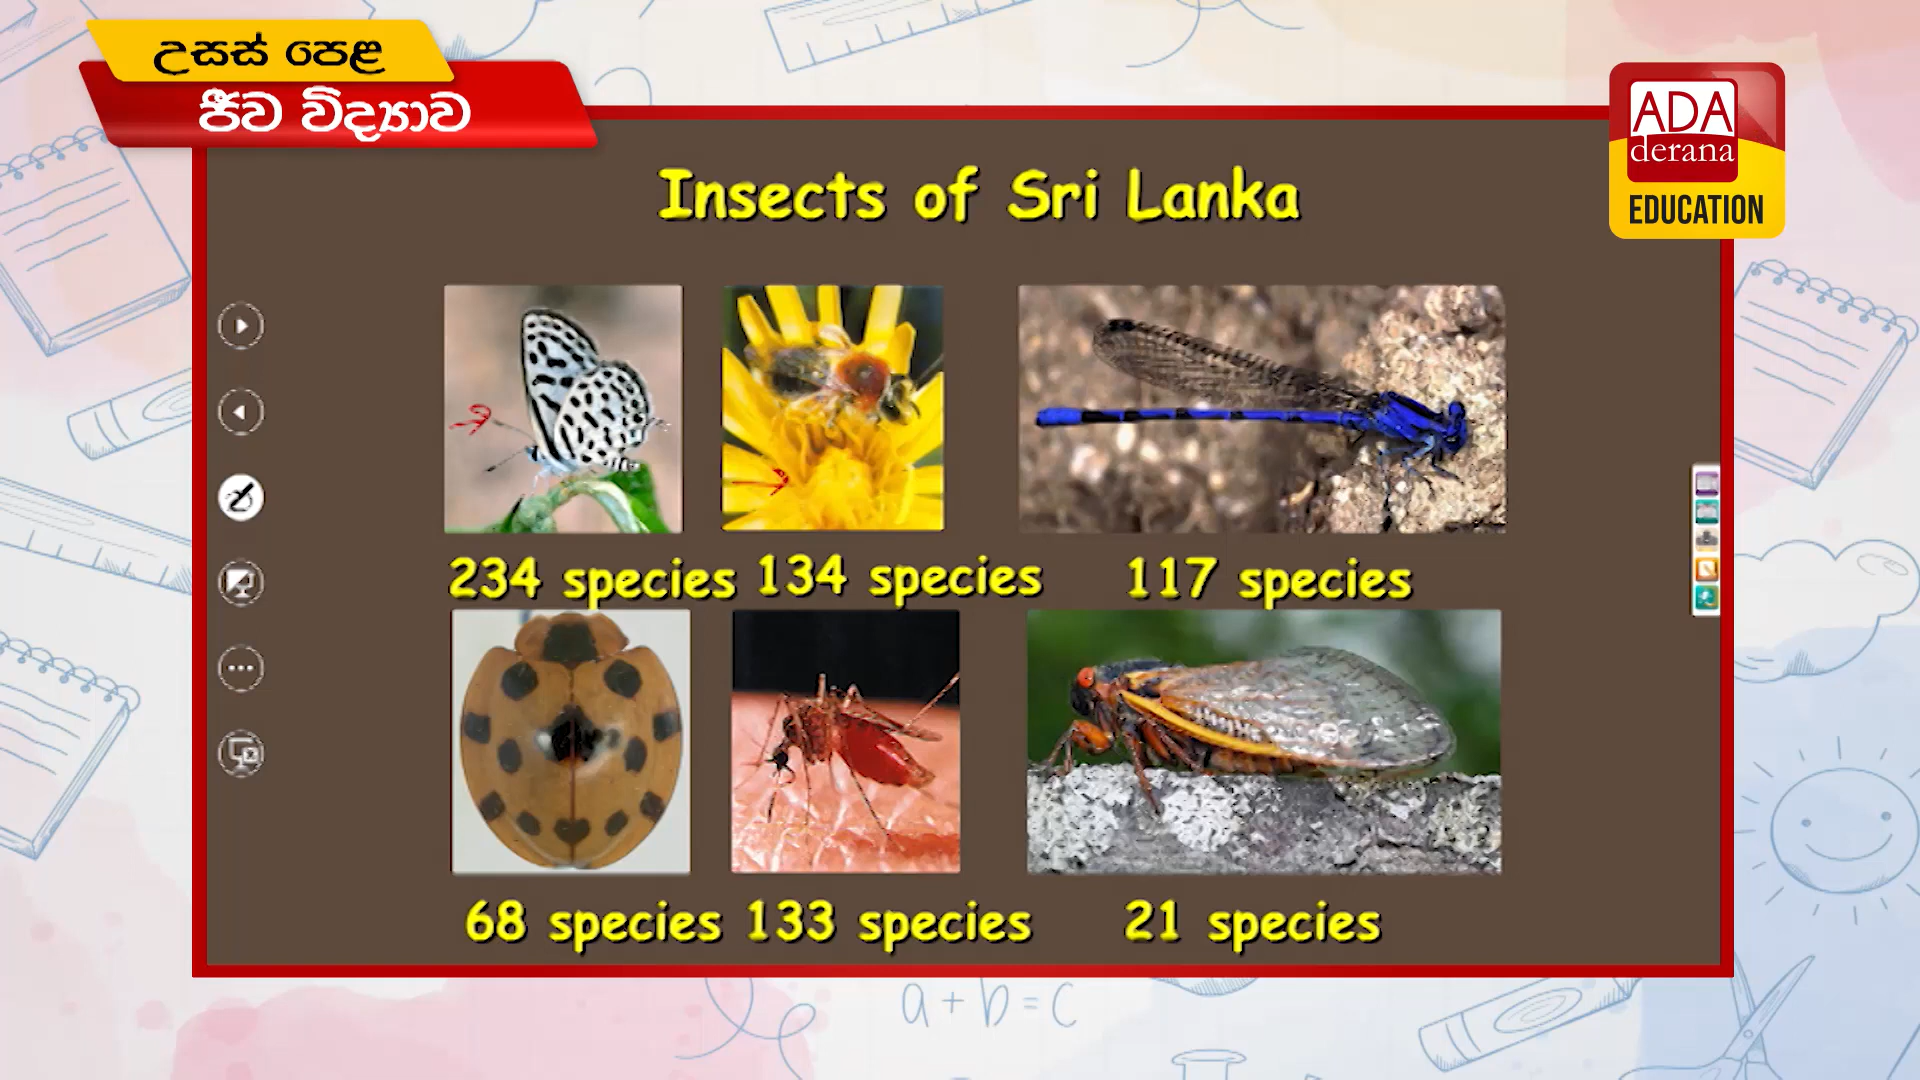 උසස් පෙළ
ජීව විද්‍යාව
ADA
derana
EDUCATION
Insects of Sri Lanka
234 species 134 species 117 species
68 species 133 species 21 species
a + b = c